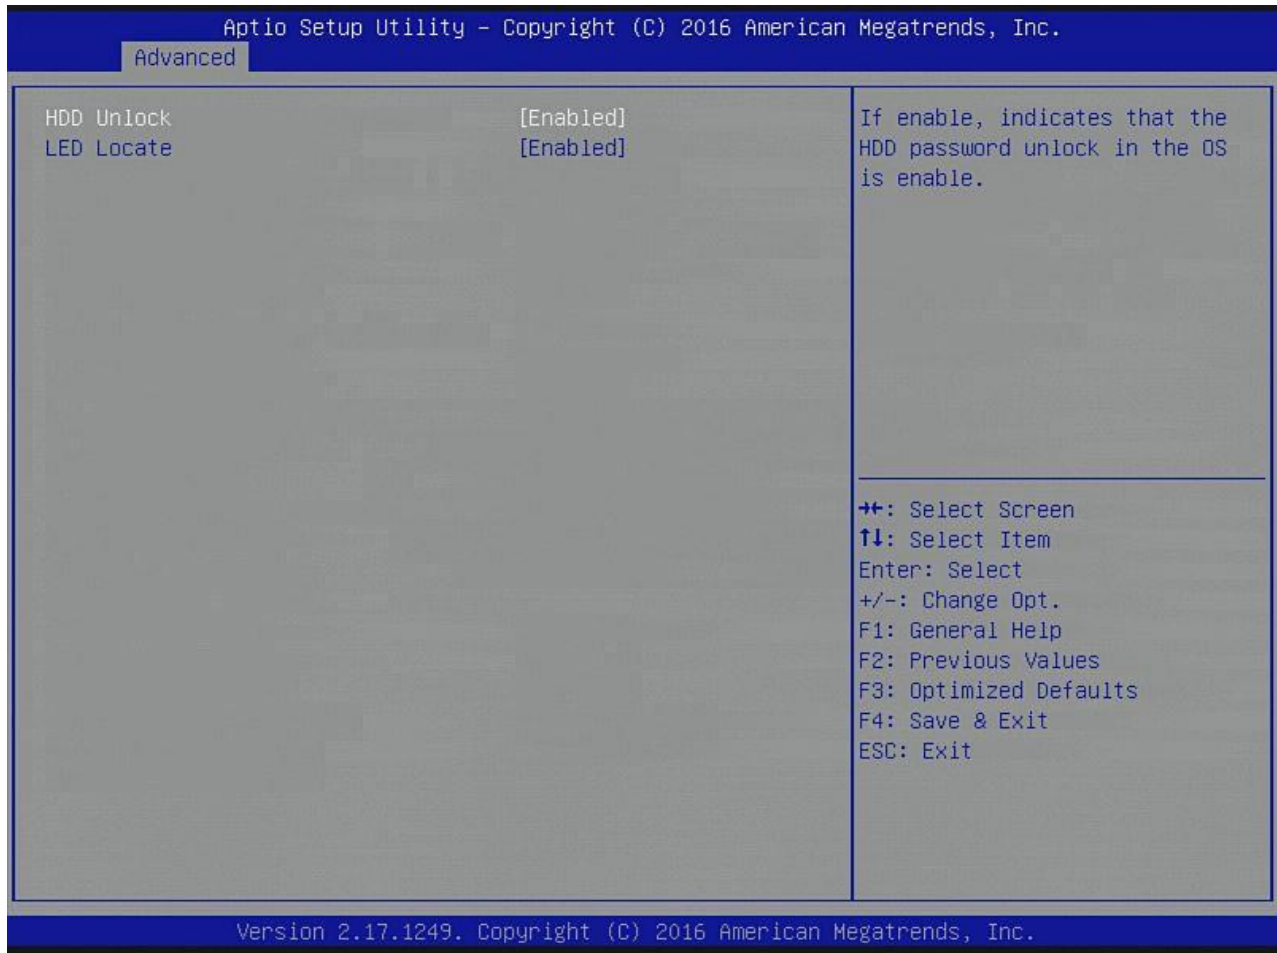 Aptio Setup Utility – Copyright (C) 2016 American Megatrends, Inc.
Advanced
HDD Unlock [Enabled]
LED Locate [Enabled]
If enable, indicates that the
HDD password unlock in the OS
is enable.
→←: Select Screen
↑↓: Select Item
Enter: Select
+/-: Change Opt.
F1: General Help
F2: Previous Values
F3: Optimized Defaults
F4: Save & Exit
ESC: Exit
Version 2.17.1249. Copyright (C) 2016 American Megatrends, Inc.